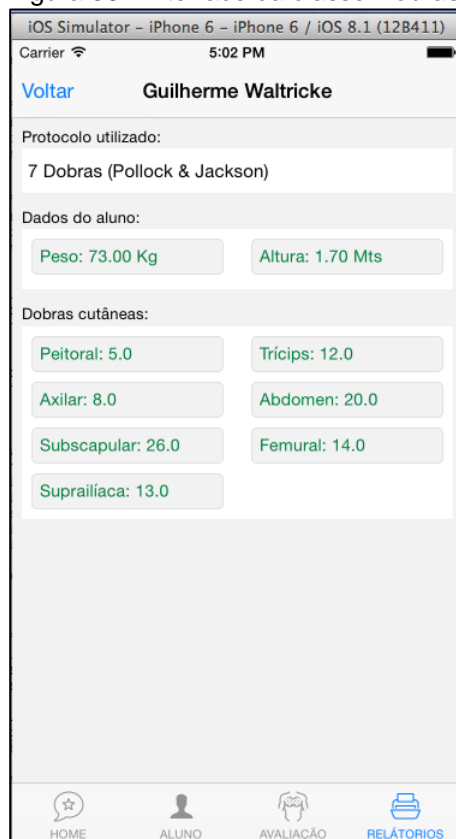 iOS Simulator - iPhone 6 - iPhone 6 / iOS 8.1 (12B411)
Carrier 5:02 PM
Voltar Guilherme Waltricke
Protocolo utilizado:
7 Dobras (Pollock & Jackson)
Dados do aluno:
Peso: 73.00 Kg Altura: 1.70 Mts
Dobras cutâneas:
Peitoral: 5.0 Trícips: 12.0
Axilar: 8.0 Abdomen: 20.0
Subscapular: 26.0 Femural: 14.0
Suprailíaca: 13.0
HOME ALUNO AVALIAÇÃO RELÁTORIOS